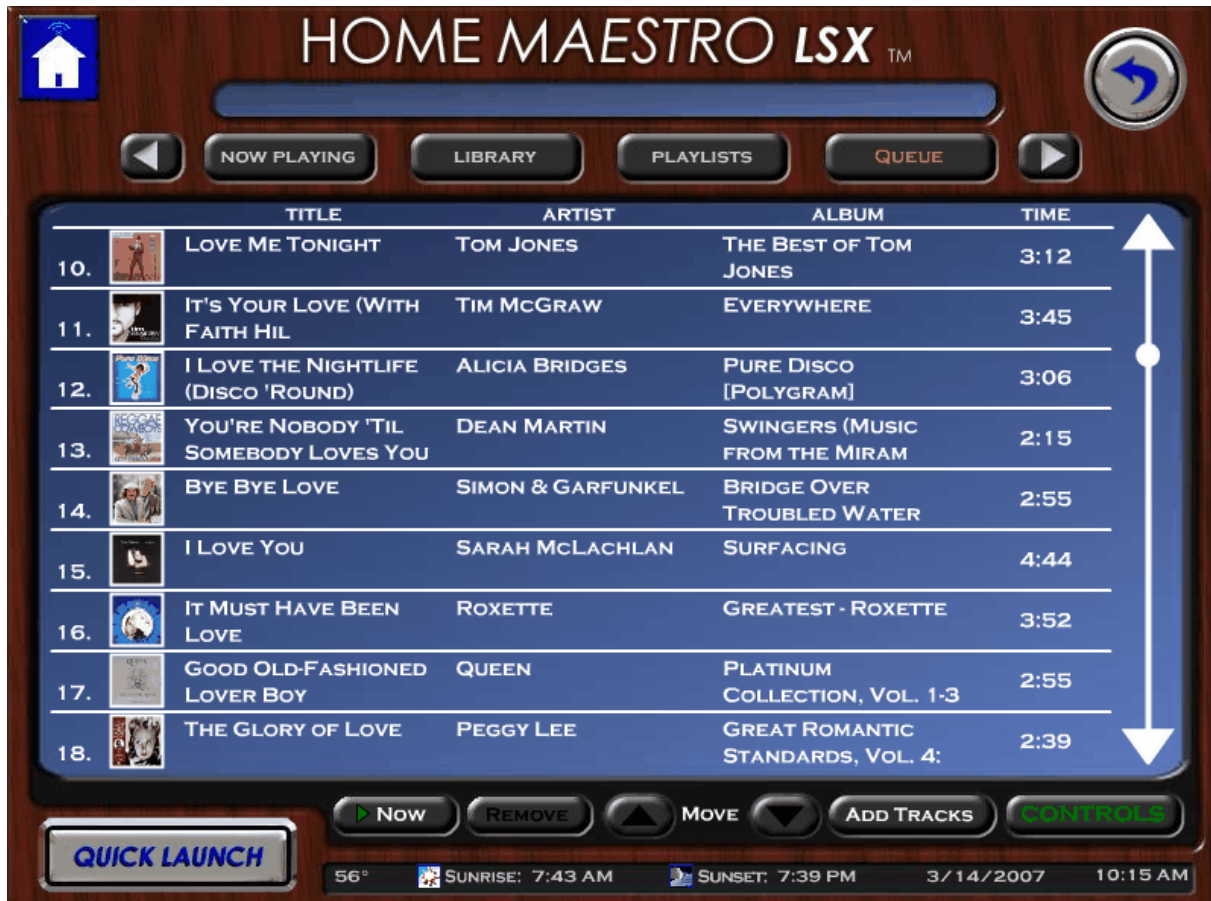 HOME MAESTRO LSX TM
NOW PLAYING LIBRARY PLAYLISTS QUEUE
TITLE ARTIST ALBUM TIME
10. LOVE ME TONIGHT TOM JONES THE BEST OF TOM 3:12
JONES
11. IT'S YOUR LOVE (WITH TIM MCGRAW EVERYWHERE 3:45
FAITH HIL
12. I LOVE THE NIGHTLIFE ALICIA BRIDGES PURE DISCO 3:06
(DISCO 'ROUND) [POLYGRAM]
13. YOU'RE NOBODY 'TIL DEAN MARTIN SWINGERS (MUSIC 2:15
SOMEBODY LOVES YOU FROM THE MIRAM
14. BYE BYE LOVE SIMON & GARFUNKEL BRIDGE OVER 2:55
TROUBLED WATER
15. I LOVE YOU SARAH MCLACHLAN SURFACING 4:44
16. IT MUST HAVE BEEN ROXETTE GREATEST - ROXETTE 3:52
LOVE
17. GOOD OLD-FASHIONED QUEEN PLATINUM 2:55
LOVER BOY COLLECTION, VOL. 1-3
18. THE GLORY OF LOVE PEGGY LEE GREAT ROMANTIC 2:39
STANDARDS, VOL. 4:
NOW REMOVE MOVE ADD TRACKS CONTROLS
QUICK LAUNCH
56° SUNRISE: 7:43 AM SUNSET: 7:39 PM 3/14/2007 10:15 AM